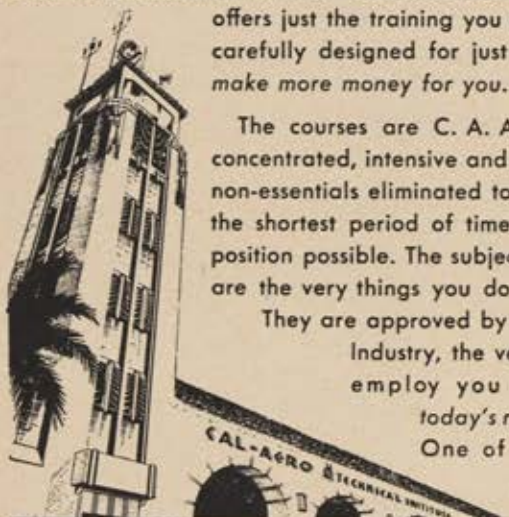 offers just the training you
carefully designed for just
make more money for you.
The courses are C. A. A
concentrated, intensive and
non-essentials eliminated to
the shortest period of time
position possible. The subjec
are the very things you do
They are approved by
Industry, the v
employ you
today's r
One of
CAL-AERO TECHNICAL INSTITUTE